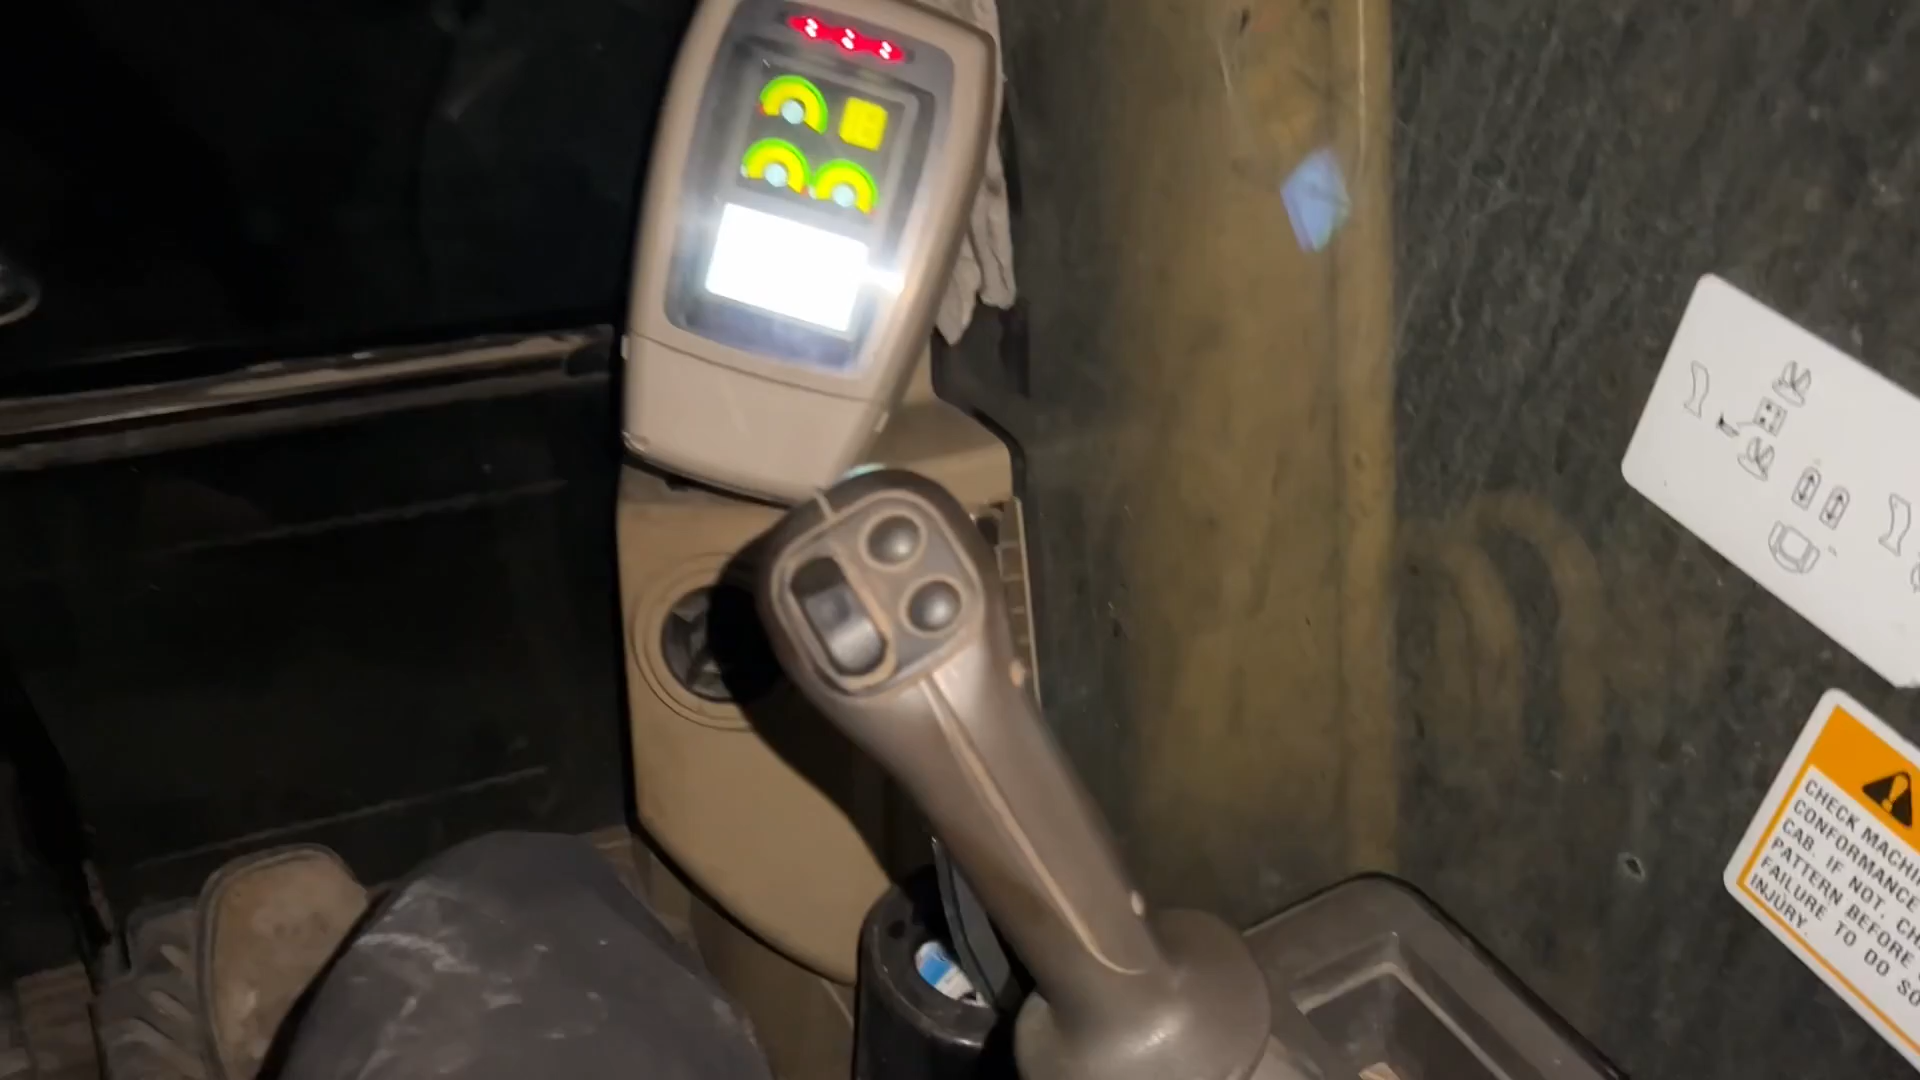 CHECK MACHI
CONFORMANCE
CAB. IF NOT, CH
PATTERN BEFORE
FAILURE TO DO SO
INJURY.